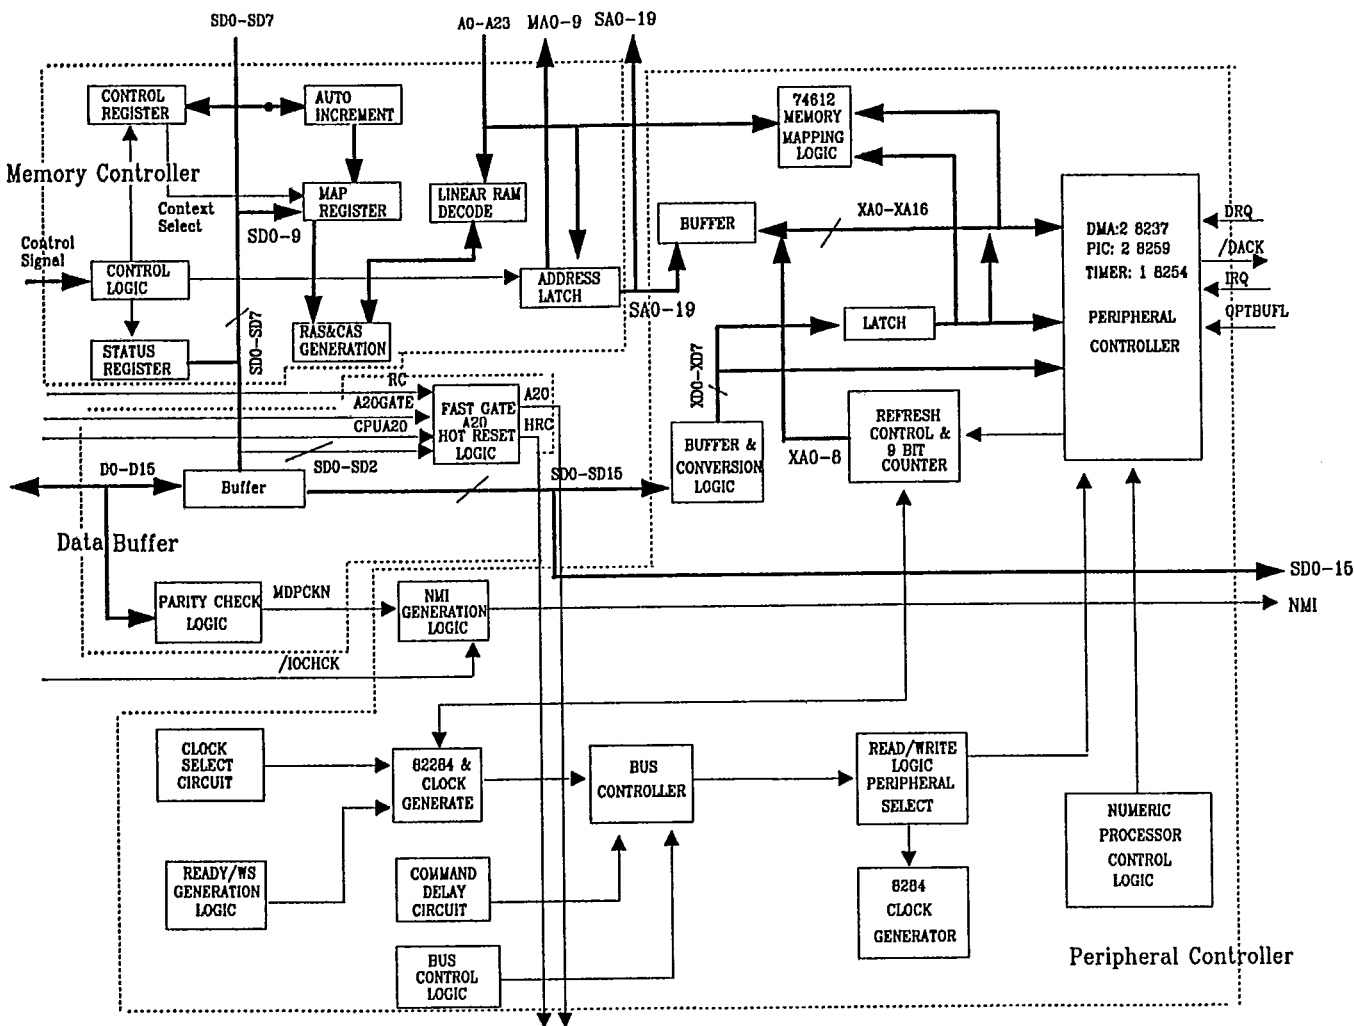 SD0-SD7
A0-A23
MA0-9
SA0-19
CONTROL
REGISTER
AUTO
INCREMENT
74612
MEMORY
MAPPING
LOGIC
Memory Controller
Context
Select
MAP
REGISTER
LINEAR RAM
DECODE
SD0-9
BUFFER
XA0-XA16
DMA:2 8237
PIC: 2 8259
TIMER: 1 8254
PERIPHERAL
CONTROLLER
DRQ
/DACK
IRQ
OPTBUFL
Control
Signal
CONTROL
LOGIC
ADDRESS
LATCH
SA0-19
LATCH
RAS&CAS
GENERATION
SD0-SD7
STATUS
REGISTER
XD0-XD7
RC
A20GATE
CPUA20
FAST GATE
A20
HOT RESET
LOGIC
A20
HRC
REFRESH
CONTROL &
9 BIT
COUNTER
BUFFER &
CONVERSION
LOGIC
XA0-8
D0-D15
SD0-SD2
Buffer
SD0-SD15
Data Buffer
SD0-15
PARITY CHECK
LOGIC
MDPCKN
NMI
GENERATION
LOGIC
NMI
/IOCHCK
CLOCK
SELECT
CIRCUIT
82284 &
CLOCK
GENERATE
BUS
CONTROLLER
READ/WRITE
LOGIC
PERIPHERAL
SELECT
NUMERIC
PROCESSOR
CONTROL
LOGIC
READY/WS
GENERATION
LOGIC
COMMAND
DELAY
CIRCUIT
8284
CLOCK
GENERATOR
BUS
CONTROL
LOGIC
Peripheral Controller